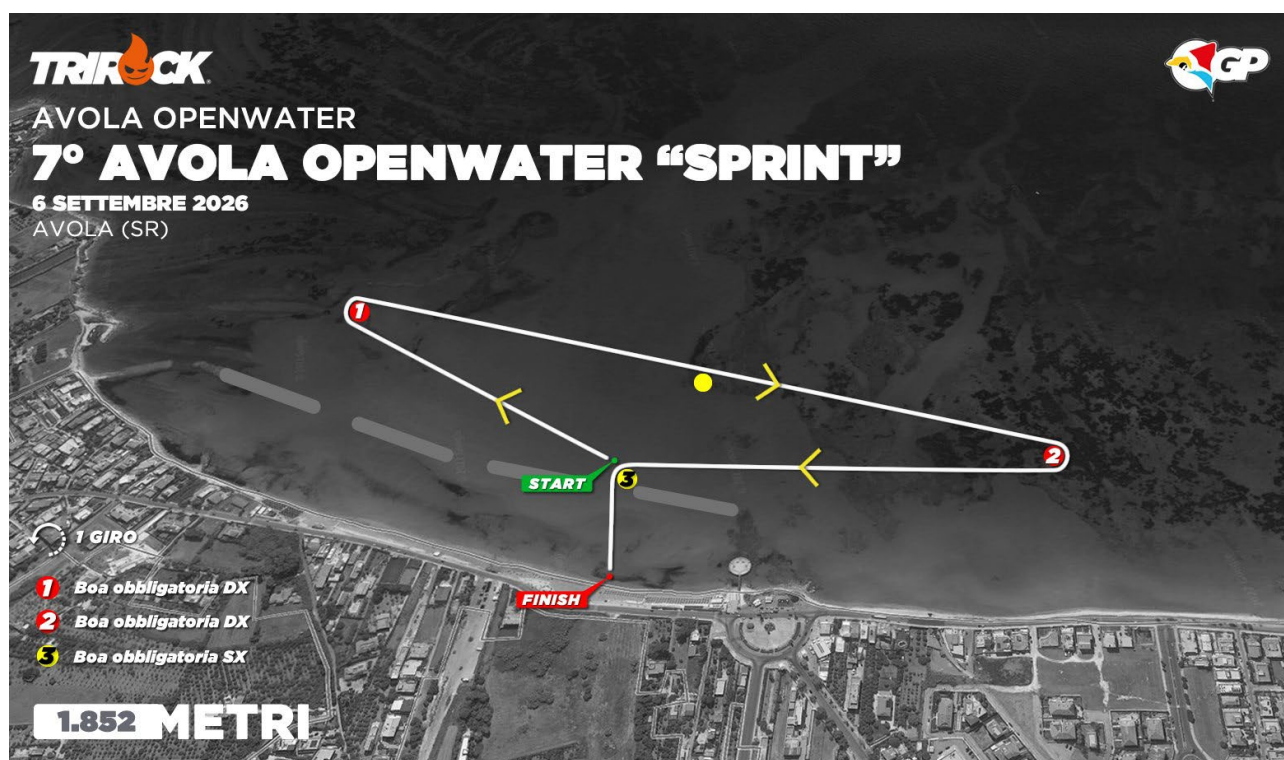 TRIROCK
GP
AVOLA OPENWATER
7° AVOLA OPENWATER “SPRINT”
6 SETTEMBRE 2026
AVOLA (SR)
1
2
START
3
FINISH
1 GIRO
1 Boa obbligatoria DX
2 Boa obbligatoria DX
3 Boa obbligatoria SX
1.852 METRI